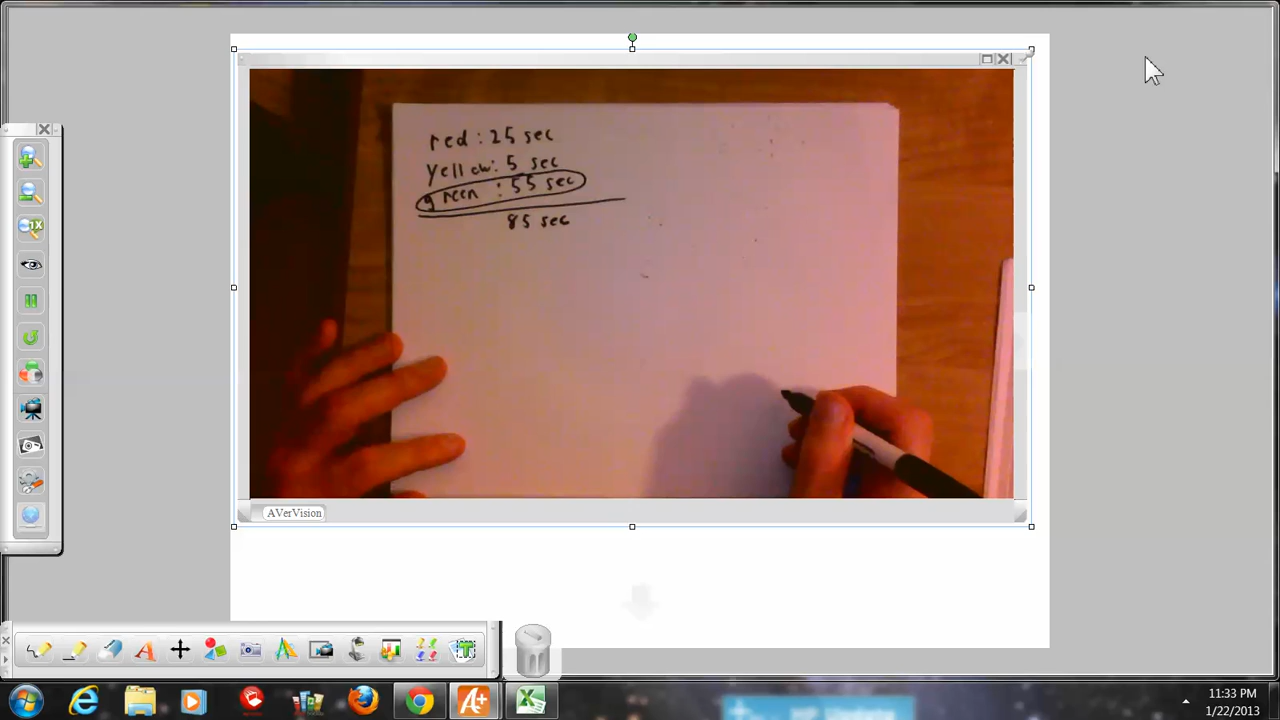 red : 25 sec
yellow : 5 sec
green : 55 sec
85 sec
AVerVision
11:33 PM
1/22/2013